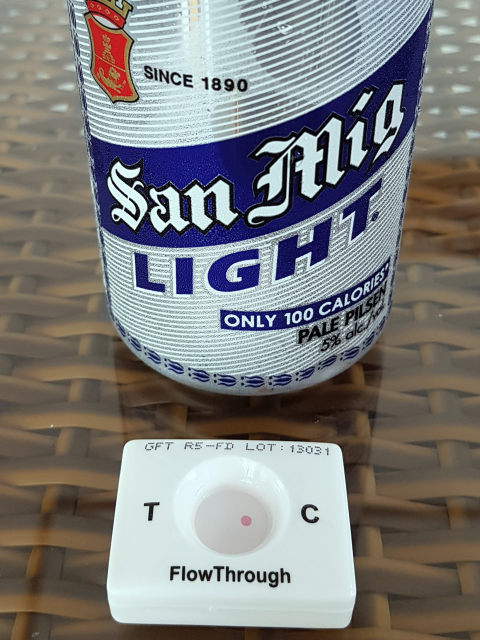 SINCE 1890
San Mig
LIGHT.
ONLY 100 CALORIES*
PALE PILSEN
5% alc./vol.
GFT R5-FD LOT:13031
T C
FlowThrough